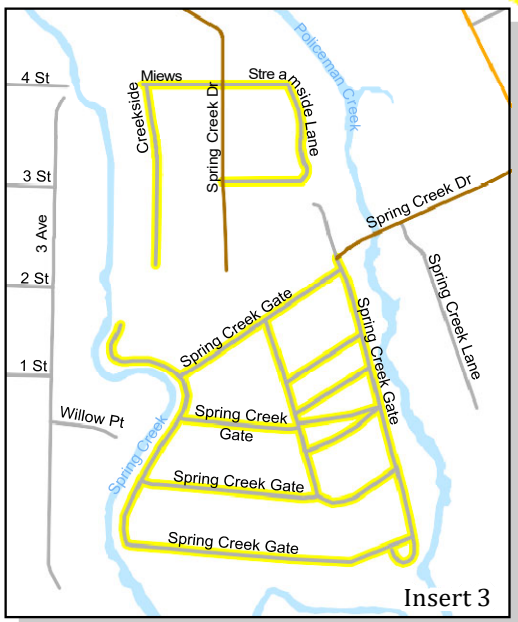 Policeman Creek
4 St
Miews
Streamside Lane
Creekside
Spring Creek Dr
3 St
3 Ave
Spring Creek Dr
2 St
Spring Creek Lane
Spring Creek Gate
Spring Creek Gate
1 St
Willow Pt
Spring Creek
Gate
Spring Creek
Spring Creek Gate
Spring Creek Gate
Insert 3